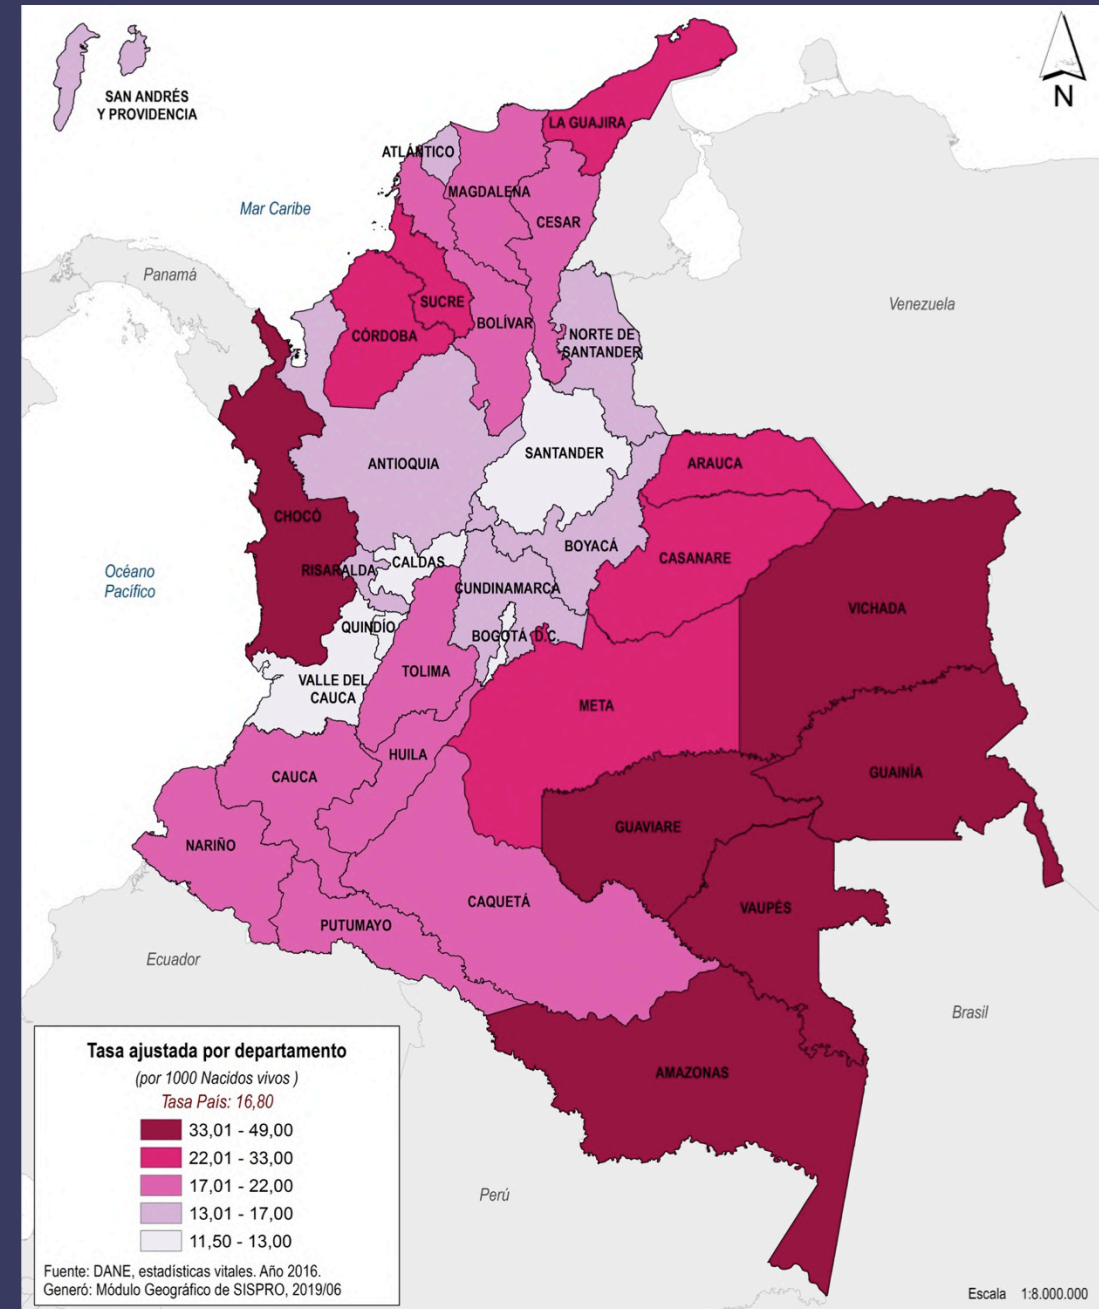 SAN ANDRÉS
Y PROVIDENCIA
N
LA GUAJIRA
ATLÁNTICO
MAGDALENA
CESAR
Mar Caribe
Panamá
Venezuela
SUCRE
BOLÍVAR
CÓRDOBA
NORTE DE
SANTANDER
ANTIOQUIA
SANTANDER
ARAUCA
CHOCÓ
BOYACÁ
CASANARE
Océano
Pacífico
RISARALDA
CALDAS
CUNDINAMARCA
VICHADA
QUINDÍO
BOGOTÁ D.C.
TOLIMA
VALLE DEL
CAUCA
META
HUILA
CAUCA
GUAINÍA
GUAVIARE
NARIÑO
CAQUETÁ
VAUPÉS
PUTUMAYO
Ecuador
Brasil
AMAZONAS
Perú
Tasa ajustada por departamento
(por 1000 Nacidos vivos )
Tasa País: 16,80
33,01 - 49,00
22,01 - 33,00
17,01 - 22,00
13,01 - 17,00
11,50 - 13,00
Fuente: DANE, estadísticas vitales. Año 2016.
Generó: Módulo Geográfico de SISPRO, 2019/06
Escala 1:8.000.000